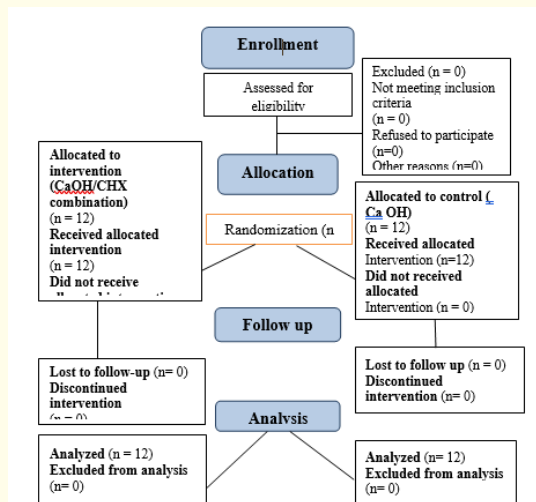 Enrollment
Assessed for
eligibility
Excluded (n = 0)
Not meeting inclusion
criteria
(n = 0)
Refused to participate
(n=0)
Other reasons (n=0)
Allocation
Allocated to
intervention
(CaOH/CHX
combination)
(n = 12)
Received allocated
intervention
(n = 12)
Did not receive
Randomization (n
Allocated to control (
Ca OH)
(n = 12)
Received allocated
Intervention (n=12)
Did not received
allocated
Intervention (n = 0)
Follow up
Lost to follow-up (n= 0)
Discontinued
intervention
(n = 0)
Lost to follow up (n = 0)
Discontinued
intervention (n= 0)
Analysis
Analyzed (n = 12)
Excluded from analysis
(n= 0)
Analyzed (n= 12)
Excluded from analysis
(n= 0)